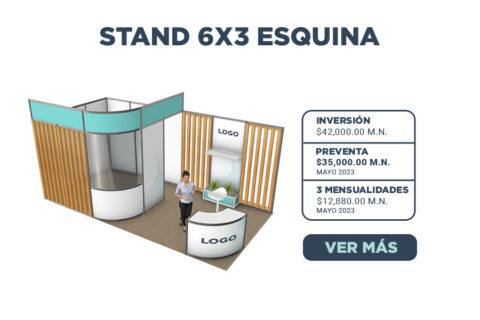 STAND 6X3 ESQUINA
LOGO
LOGO
INVERSIÓN
$42,000.00 M.N.
PREVENTA
$35,000.00 M.N.
MAYO 2023
3 MENSUALIDADES
$12,880.00 M.N.
MAYO 2023
VER MÁS